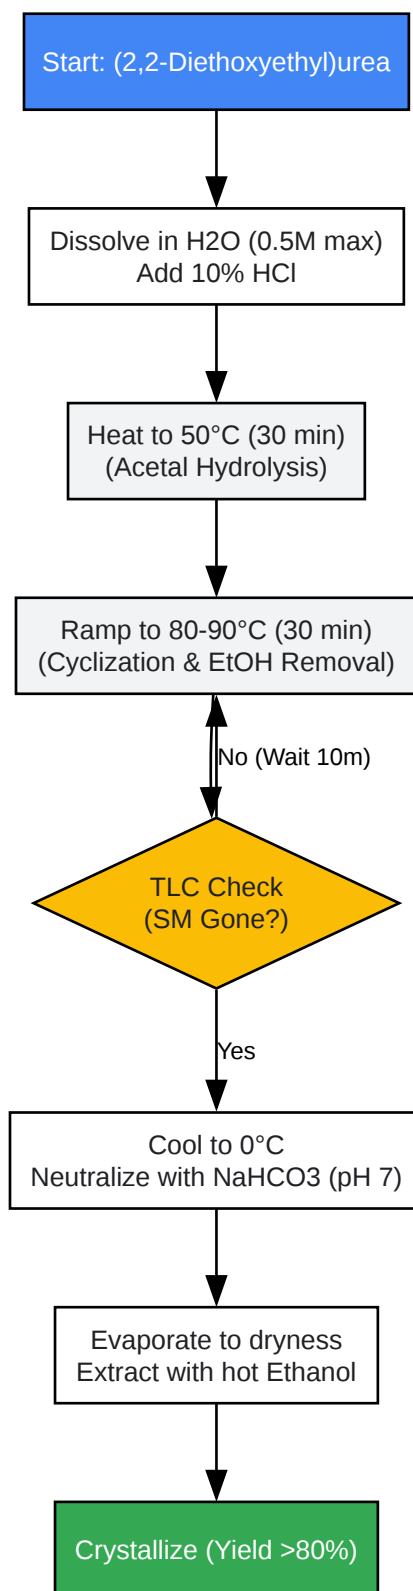 Start: (2,2-Diethoxyethyl)urea
Dissolve in H2O (0.5M max)
Add 10% HCl
Heat to 50°C (30 min)
(Acetal Hydrolysis)
Ramp to 80-90°C (30 min)
(Cyclization & EtOH Removal)
No (Wait 10m)
TLC Check
(SM Gone?)
Yes
Cool to 0°C
Neutralize with NaHCO3 (pH 7)
Evaporate to dryness
Extract with hot Ethanol
Crystallize (Yield >80%)